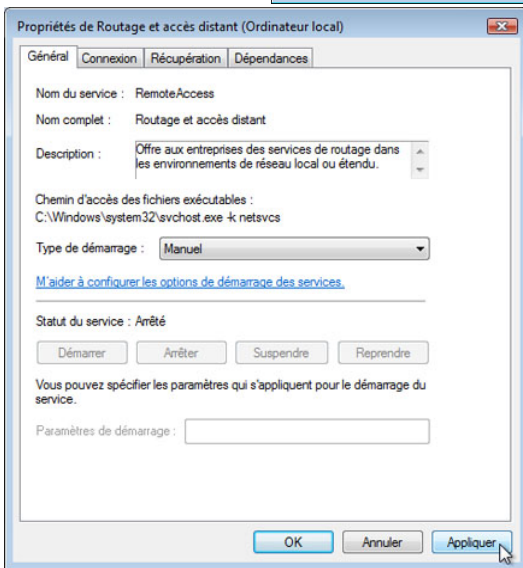 Propriétés de Routage et accès distant (Ordinateur local)
Général Connexion Récupération Dépendances
Nom du service : RemoteAccess
Nom complet : Routage et accès distant
Description : Offre aux entreprises des services de routage dans
les environnements de réseau local ou étendu.
Chemin d'accès des fichiers exécutables :
C:\Windows\system32\svchost.exe -k netsvcs
Type de démarrage : Manuel
M'aider à configurer les options de démarrage des services.
Statut du service : Arrêté
Démarrer Arrêter Suspendre Reprendre
Vous pouvez spécifier les paramètres qui s'appliquent pour le démarrage du
service.
Paramètres de démarrage :
OK Annuler Appliquer